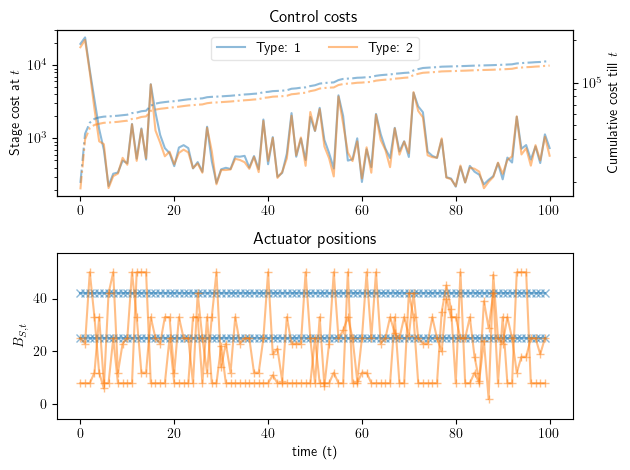 Control costs
Type: 1
Type: 2
Stage cost at t
10^4
10^3
10^5
Cumulative cost till t
0 20 40 60 80 100
Actuator positions
B_{S,t}
40
20
0
0 20 40 60 80 100
time (t)